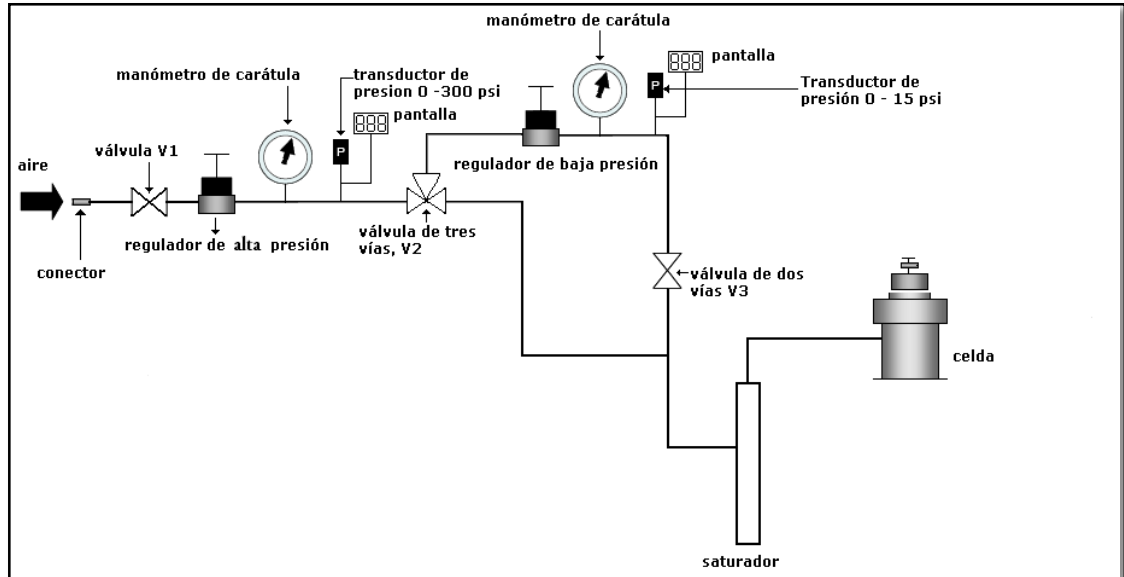 manómetro de carátula
pantalla
manómetro de carátula
transductor de
presion 0 -300 psi
Transductor de
presión 0 - 15 psi
888
P
888
pantalla
P
válvula V1
regulador de baja presión
aire
regulador de alta presión
válvula de tres
vías, V2
conector
válvula de dos
vías V3
celda
saturador